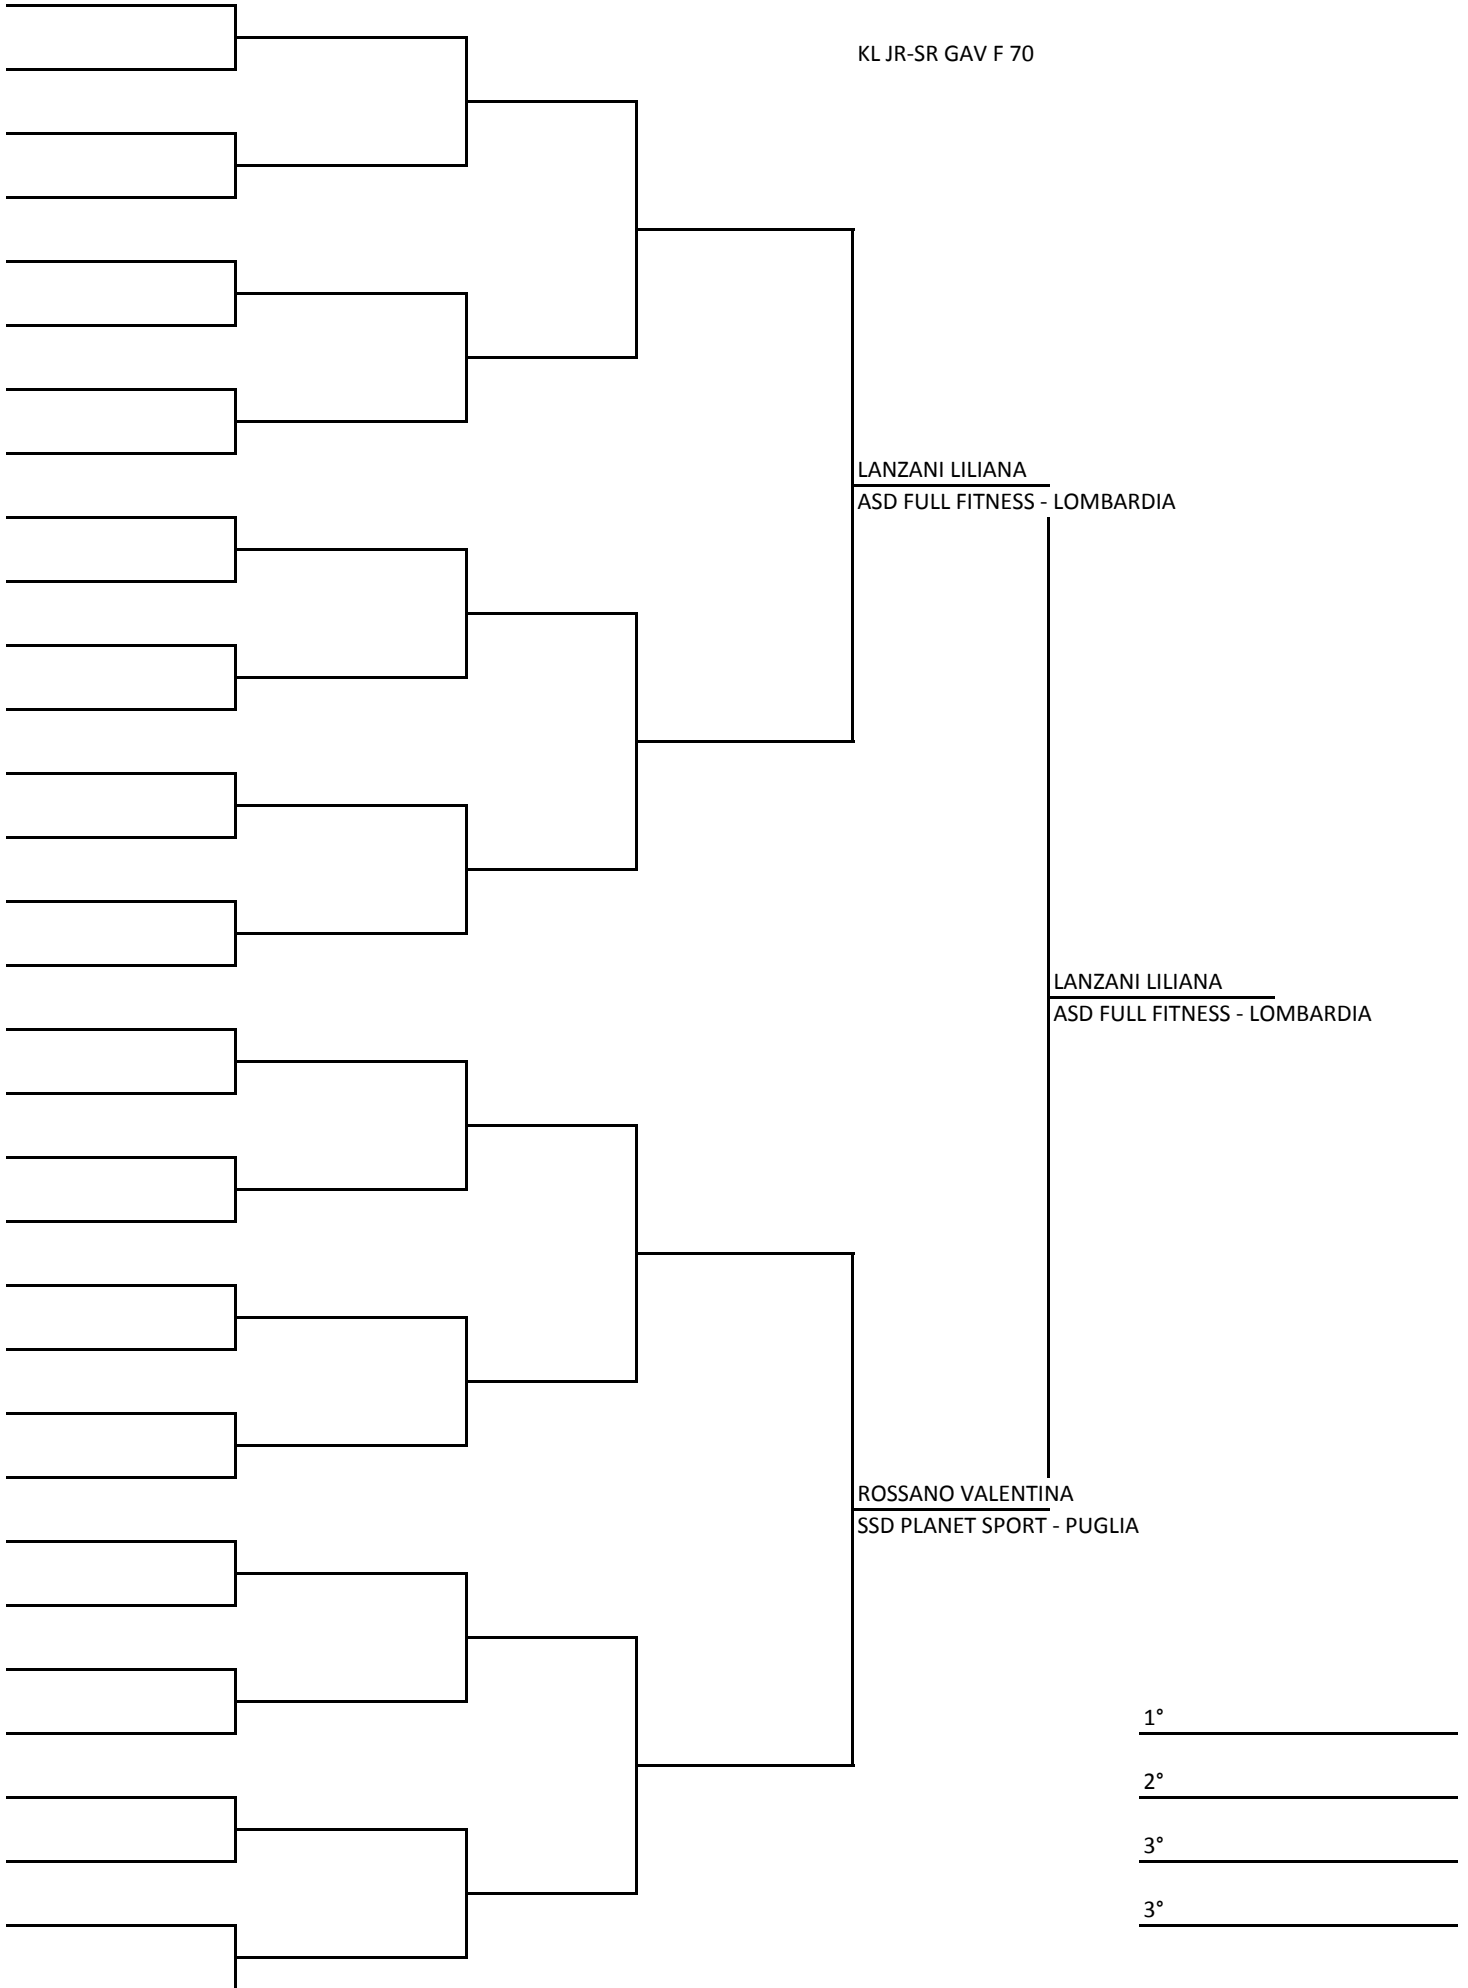 KL JR-SR GAV F 70
LANZANI LILIANA
ASD FULL FITNESS - LOMBARDIA
LANZANI LILIANA
ASD FULL FITNESS - LOMBARDIA
ROSSANO VALENTINA
SSD PLANET SPORT - PUGLIA
1°
2°
3°
3°